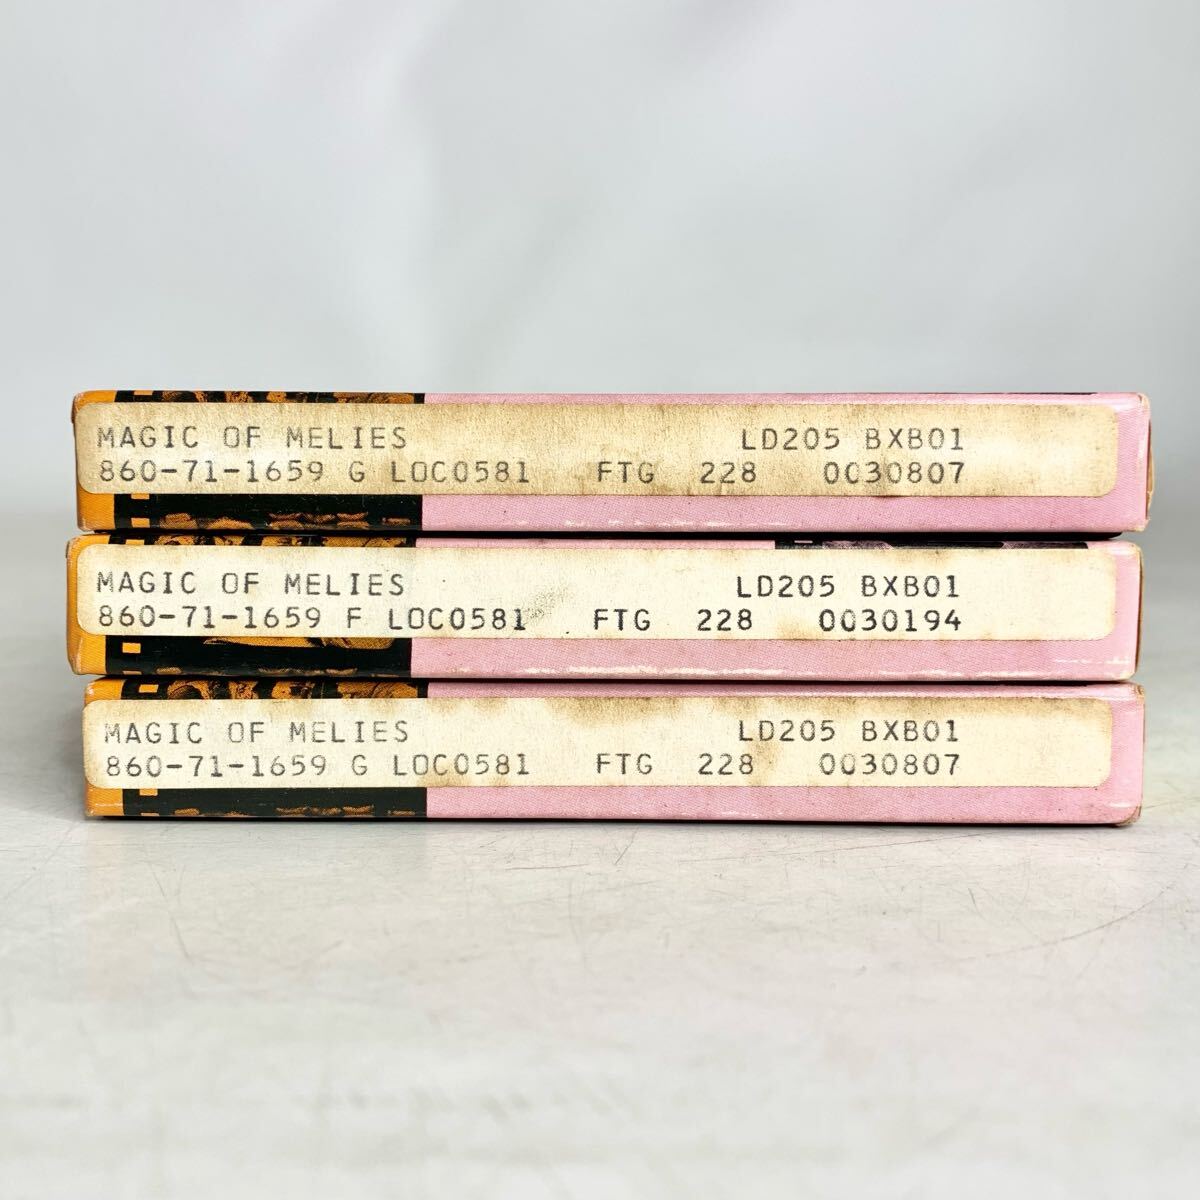 MAGIC OF MELIES LD205 BXB01
860-71-1659 G LOC0581 FTG 228 0030807
MAGIC OF MELIES LD205 BXB01
860-71-1659 F LOC0581 FTG 228 0030194
MAGIC OF MELIES LD205 BXB01
860-71-1659 G LOC0581 FTG 228 0030807